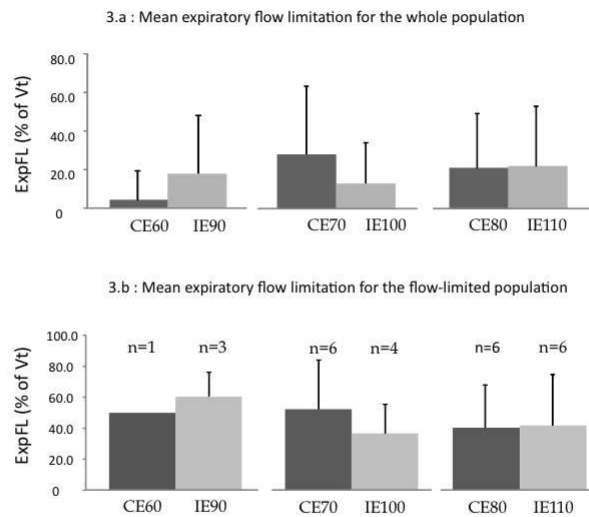 3.a : Mean expiratory flow limitation for the whole population
80.0
60.0
40.0
20.0
0
ExpFL (% of Vt)
CE60 IE90 CE70 IE100 CE80 IE110
3.b : Mean expiratory flow limitation for the flow-limited population
100.0
80.0
60.0
40.0
20.0
0
ExpFL (% of Vt)
n=1 n=3 n=6 n=4 n=6 n=6
CE60 IE90 CE70 IE100 CE80 IE110